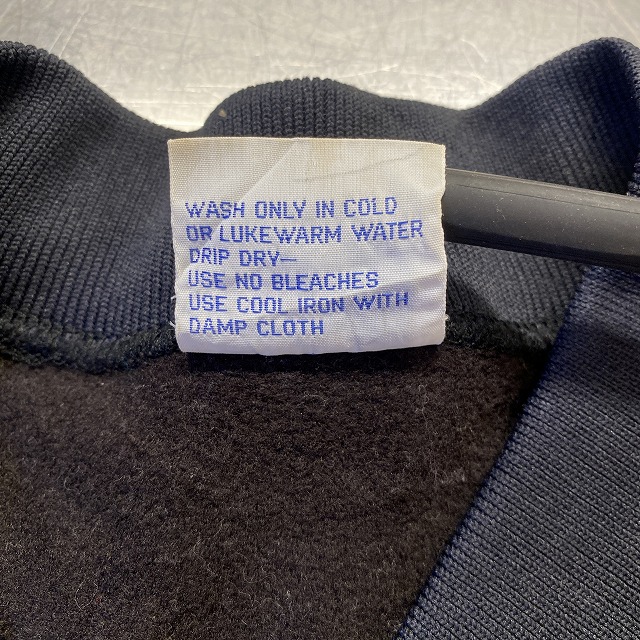 WASH ONLY IN COLD
OR LUKEWARM WATER
DRIP DRY—
USE NO BLEACHES
USE COOL IRON WITH
DAMP CLOTH